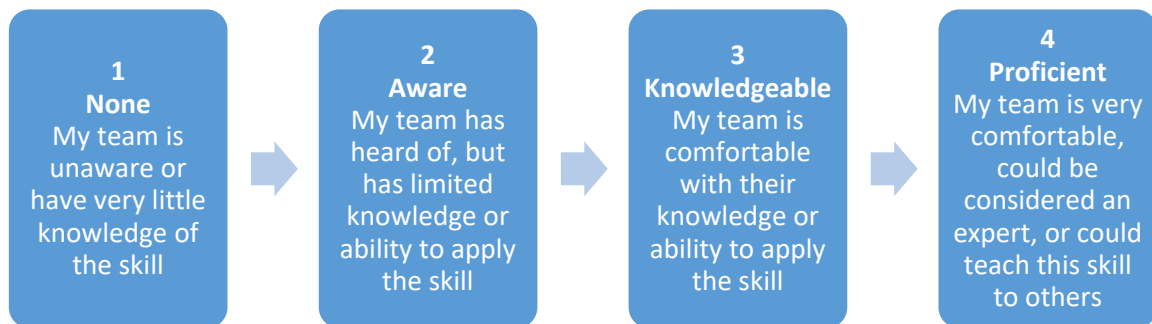 1
None
My team is
unaware or
have very little
knowledge of
the skill
2
Aware
My team has
heard of, but
has limited
knowledge or
ability to apply
the skill
3
Knowledgeable
My team is
comfortable
with their
knowledge or
ability to apply
the skill
4
Proficient
My team is very
comfortable,
could be
considered an
expert, or could
teach this skill
to others